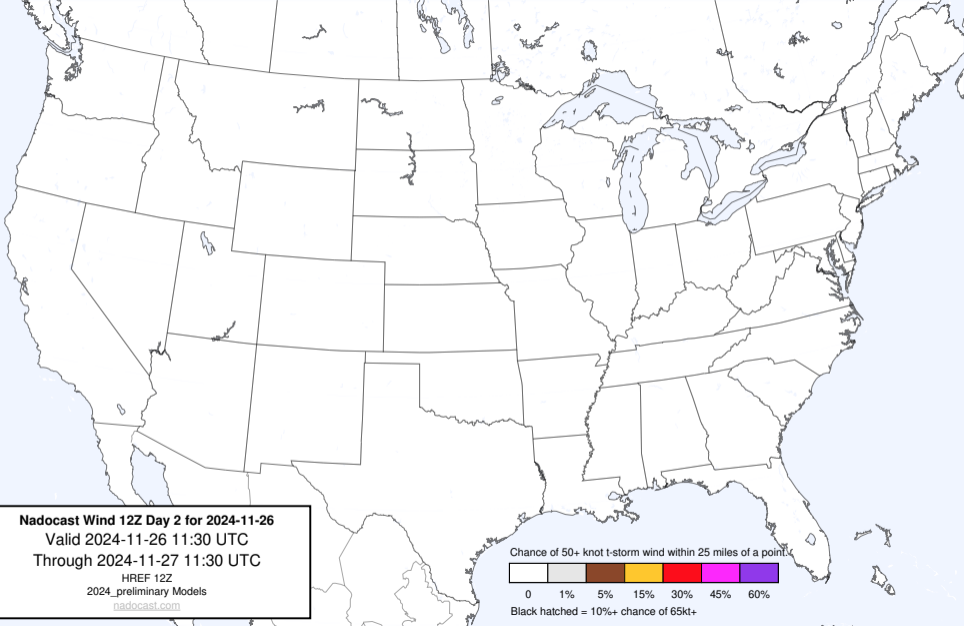 Nadocast Wind 12Z Day 2 for 2024-11-26
Valid 2024-11-26 11:30 UTC
Through 2024-11-27 11:30 UTC
HREF 12Z
2024_preliminary Models
nadocast.com
Chance of 50+ knot t-storm wind within 25 miles of a point.
0 1% 5% 15% 30% 45% 60%
Black hatched = 10%+ chance of 65kt+